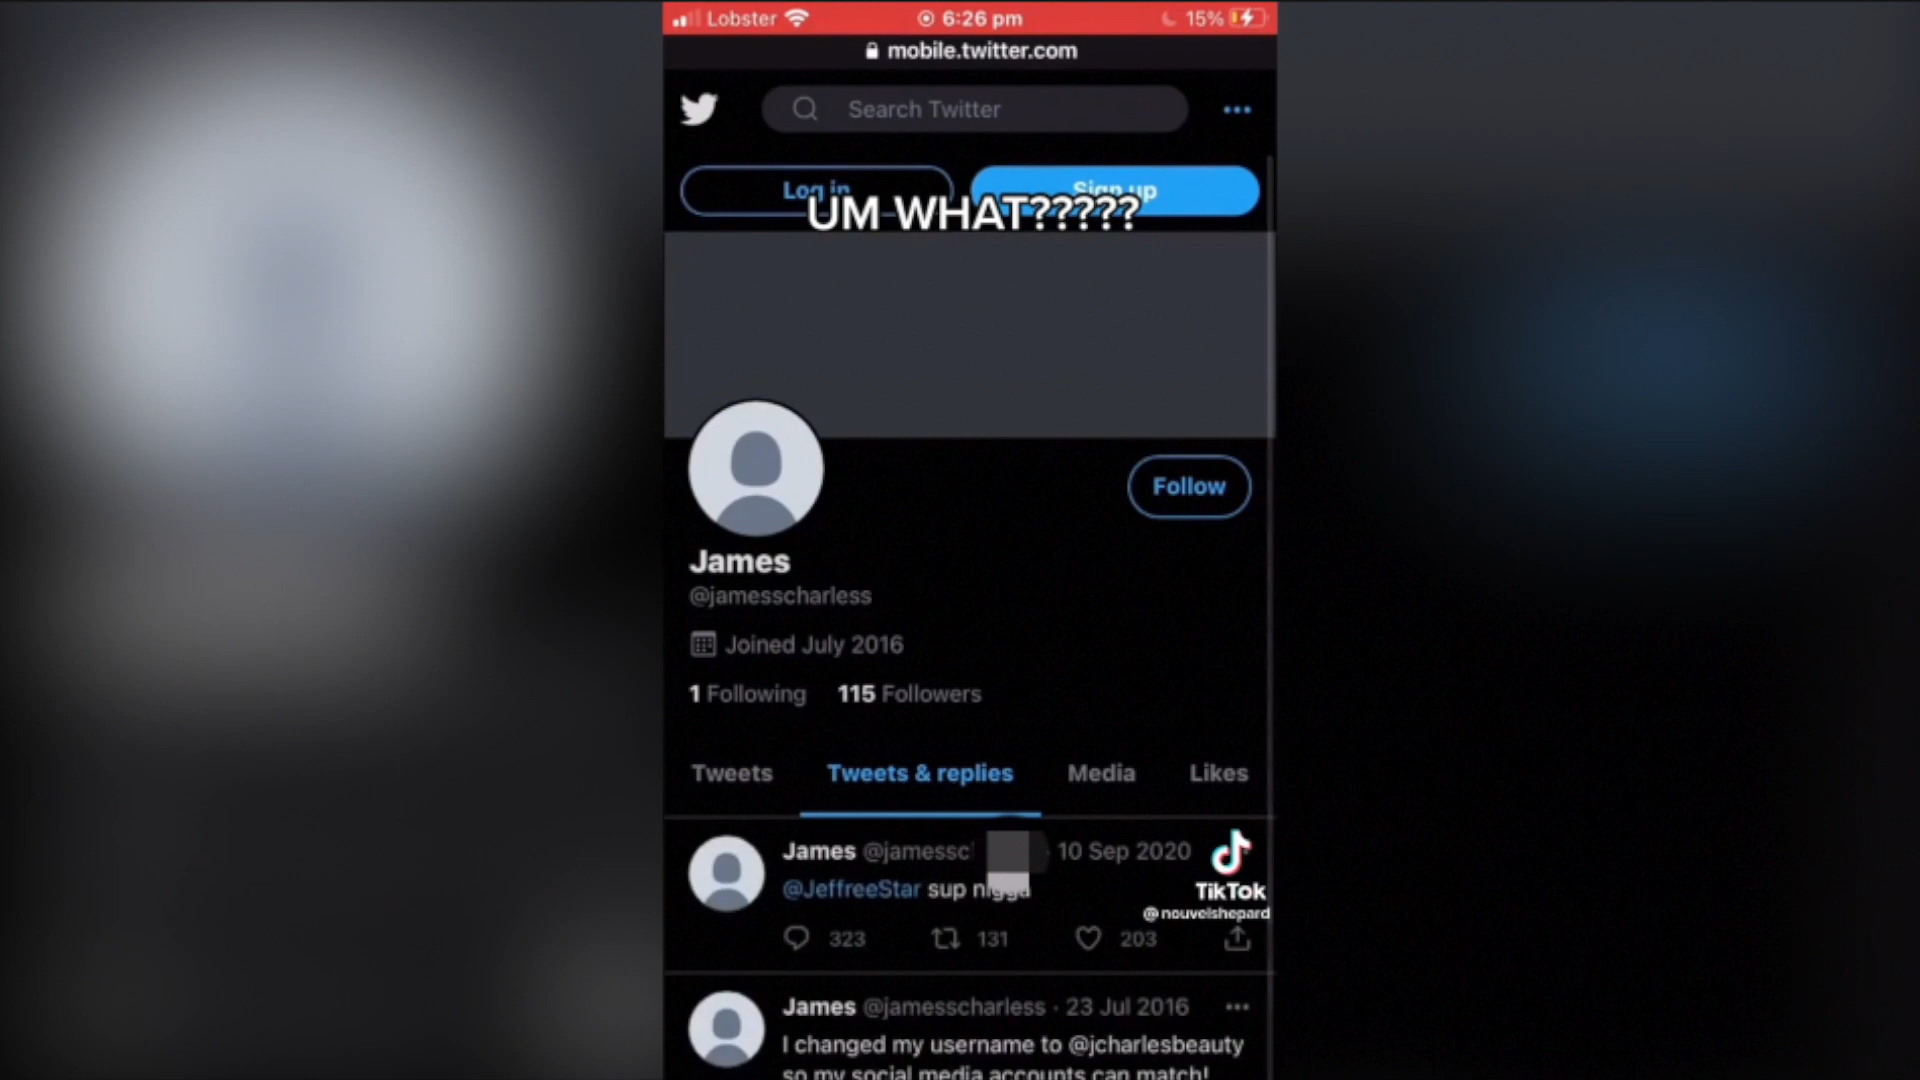 Lobster 6:26 pm 15%
mobile.twitter.com
Search Twitter
Log in Sign up
UM WHAT?????
Follow
James
@jamesscharless
Joined July 2016
1 Following 115 Followers
Tweets Tweets & replies Media Likes
James @jamessc 10 Sep 2020
@JeffreeStar sup nigga
TikTok
@nouvelshepard
323 131 203
James @jamesscharless · 23 Jul 2016
I changed my username to @jcharlesbeauty
so my social media accounts can match!